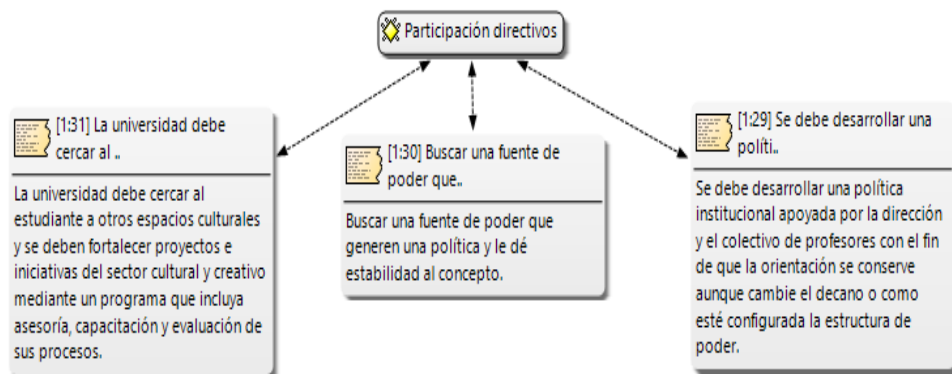 Participación directivos
[1:31] La universidad debe
cercar al ..
La universidad debe cercar al
estudiante a otros espacios culturales
y se deben fortalecer proyectos e
iniciativas del sector cultural y creativo
mediante un programa que incluya
asesoría, capacitación y evaluación de
sus procesos.
[1:30] Buscar una fuente de
poder que..
Buscar una fuente de poder que
generen una política y le dé
estabilidad al concepto.
[1:29] Se debe desarrollar una
políti..
Se debe desarrollar una política
institucional apoyada por la dirección
y el colectivo de profesores con el fin
de que la orientación se conserve
aunque cambie el decano o como
esté configurada la estructura de
poder.